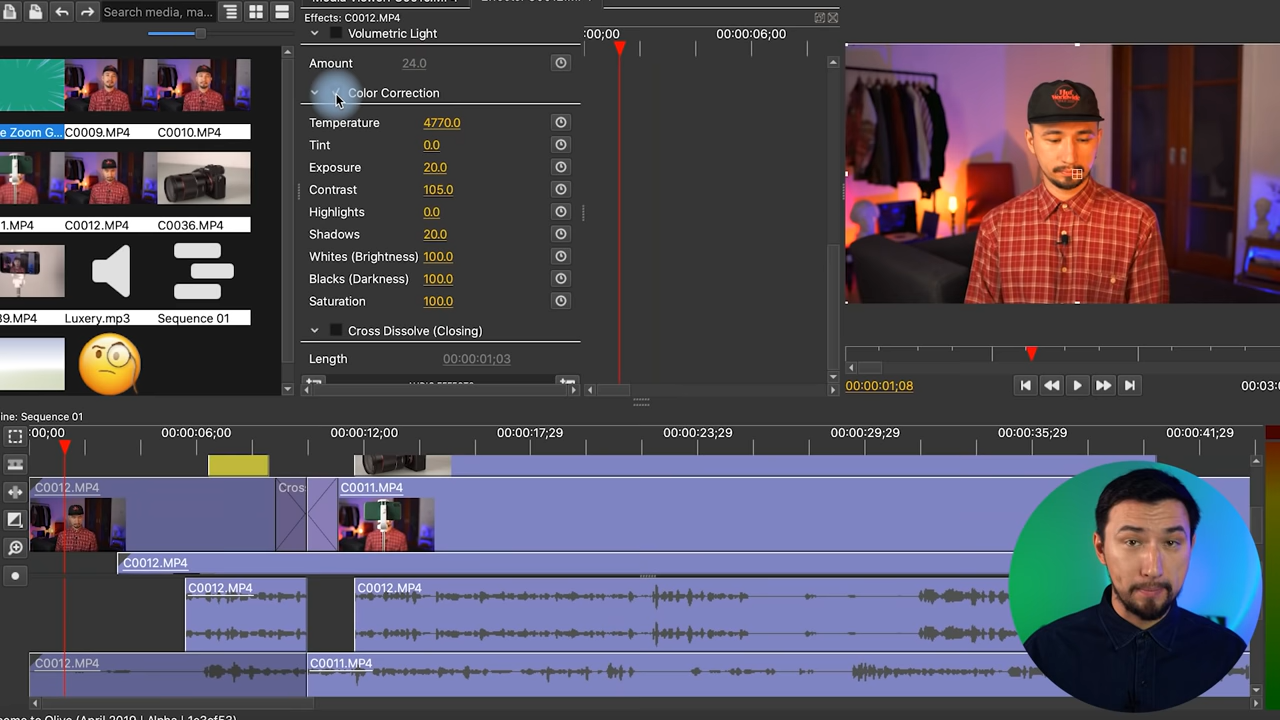 Search media, ma...
e Zoom G... C0009.MP4 C0010.MP4
1.MP4 C0012.MP4 C0036.MP4
39.MP4 Luxery.mp3 Sequence 01
Effects: C0012.MP4
Volumetric Light
Amount 24.0
Color Correction
Temperature 4770.0
Tint 0.0
Exposure 20.0
Contrast 105.0
Highlights 0.0
Shadows 20.0
Whites (Brightness) 100.0
Blacks (Darkness) 100.0
Saturation 100.0
Cross Dissolve (Closing)
Length 00:00:01;03
:00;00 00:00:06;00
00:00:01;08 00:03:0
ine: Sequence 01
:00;00 00:00:06;00 00:00:12;00 00:00:17;29 00:00:23;29 00:00:29;29 00:00:35;29 00:00:41;29
C0012.MP4 Cros C0011.MP4
C0012.MP4
C0012.MP4 C0012.MP4
C0012.MP4 C0011.MP4